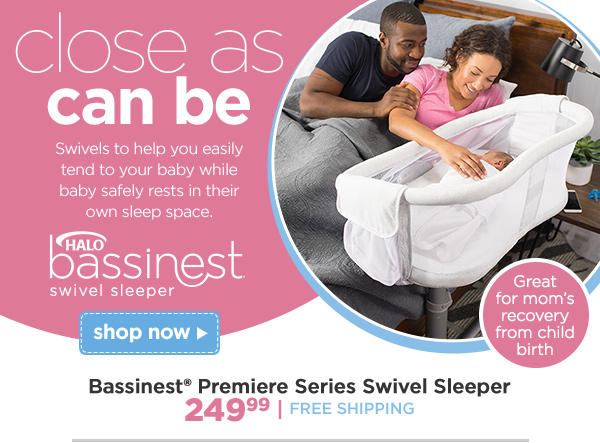 close as
can be
Swivels to help you easily
tend to your baby while
baby safely rests in their
own sleep space.
HALO
bassinest
swivel sleeper
shop now
Great
for mom's
recovery
from child
birth
Bassinest® Premiere Series Swivel Sleeper
249⁹⁹ | FREE SHIPPING